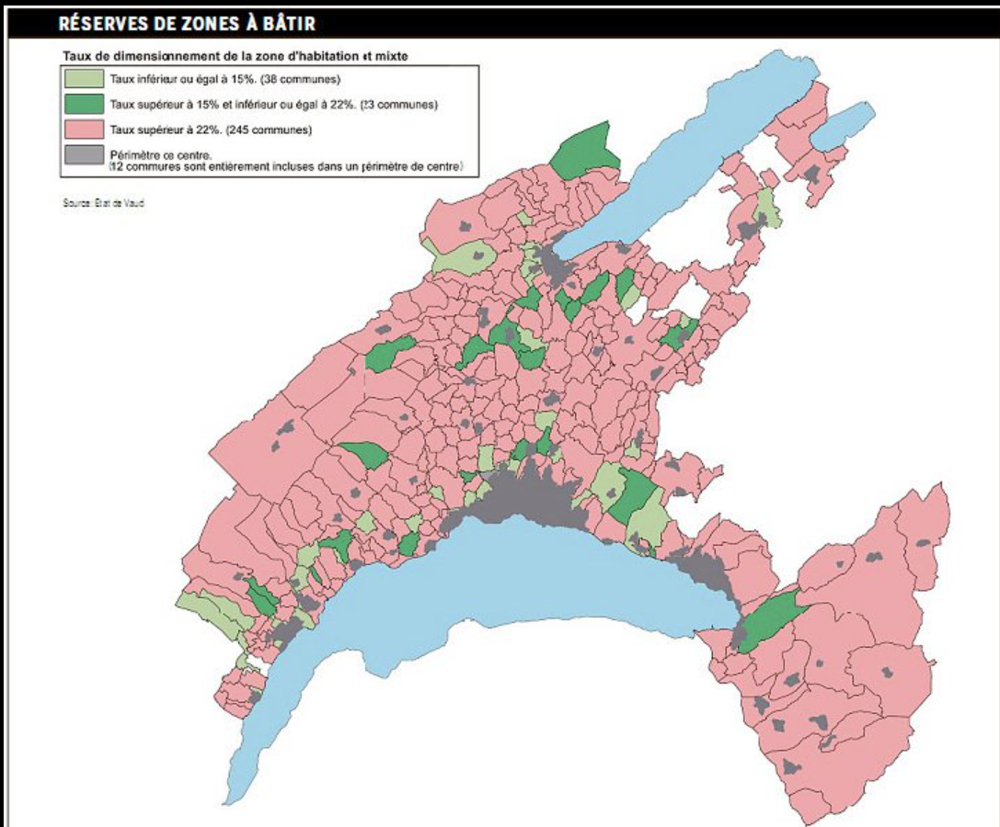 RÉSERVES DE ZONES À BÂTIR
Taux de dimensionnement de la zone d'habitation et mixte
Taux inférieur ou égal à 15%. (38 communes)
Taux supérieur à 15% et inférieur ou égal à 22%. (23 communes)
Taux supérieur à 22%. (245 communes)
Périmètre de centre.
(12 communes sont entièrement incluses dans un périmètre de centre)
Source: Etat de Vaud